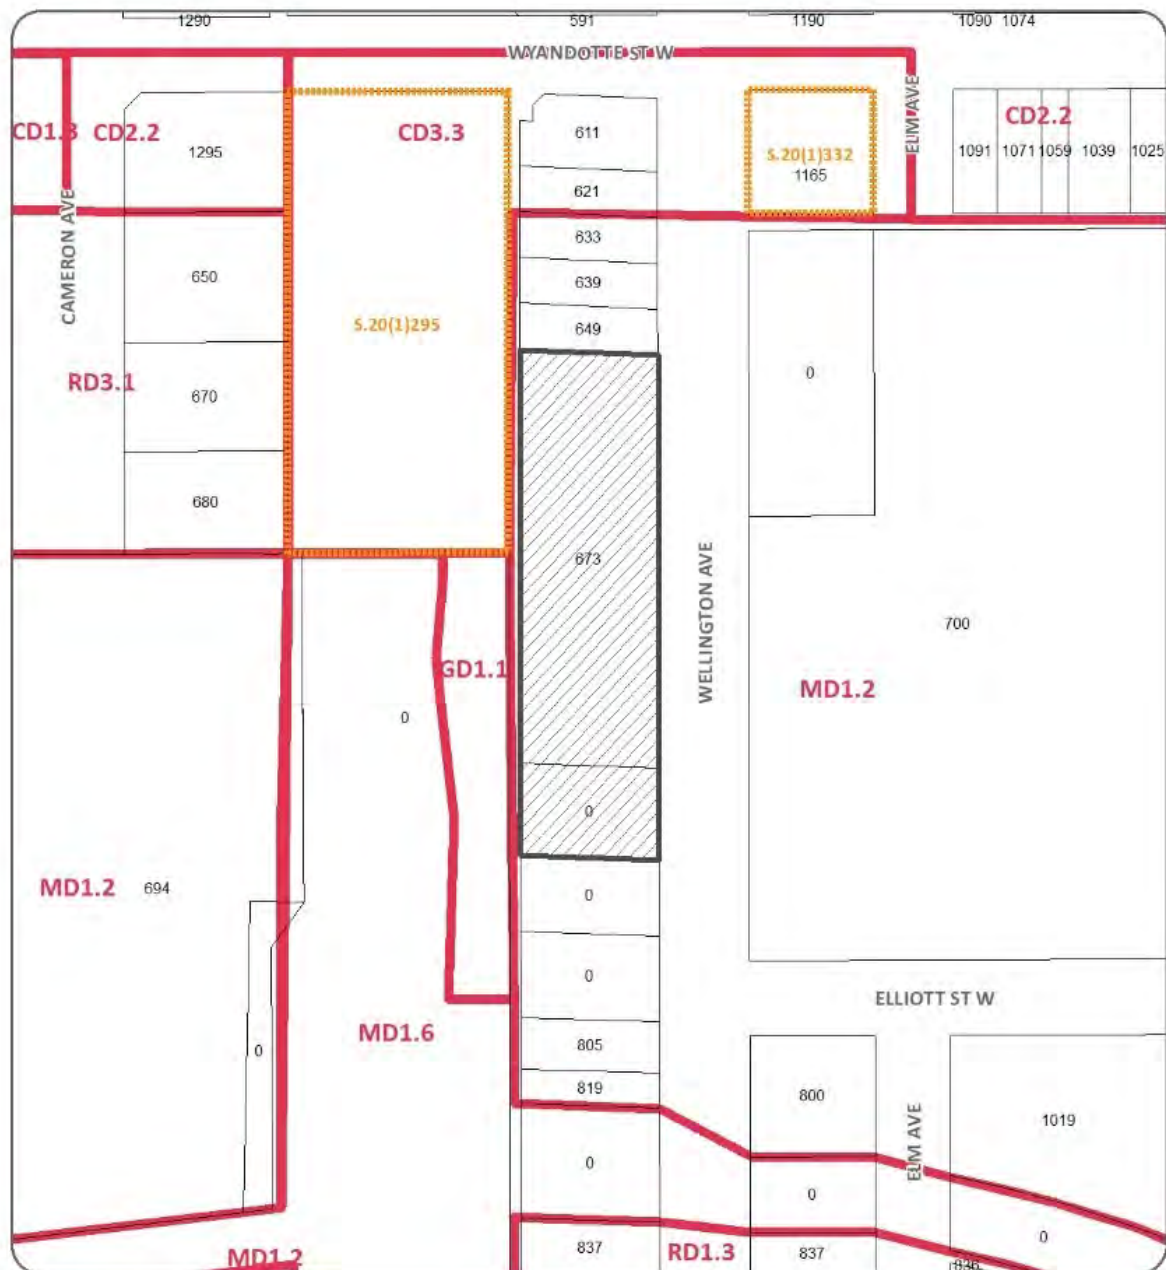 1290
591
1190
1090 1074
WYANDOTTE ST W
CD1.3
CD2.2
1295
CD3.3
611
621
S.20(1)332
1165
ELM AVE
CD2.2
1091
1071
1059
1039
1025
CAMERON AVE
633
639
649
650
S.20(1)295
0
RD3.1
670
680
673
WELLINGTON AVE
700
GD1.1
MD1.2
0
0
MD1.2
694
0
0
ELLIOTT ST W
MD1.6
0
805
819
800
ELM AVE
1019
0
0
0
837
RD1.3
837
MD1.2